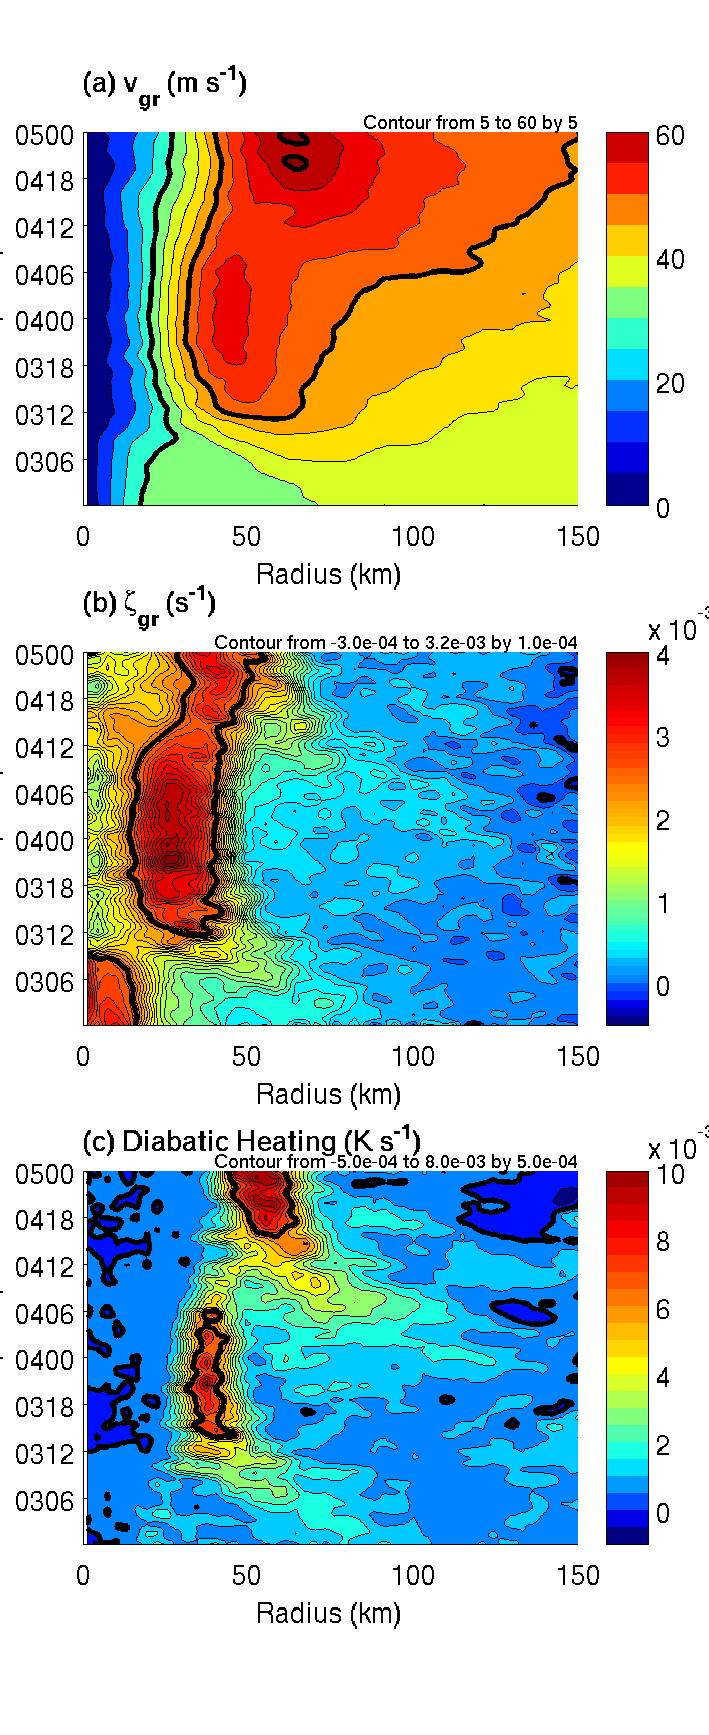 (a) v_gr (m s⁻¹)
Contour from 5 to 60 by 5
0500
0418
0412
0406
0400
0318
0312
0306
0 50 100 150
Radius (km)
60
40
20
0
(b) ζ_gr (s⁻¹)
Contour from -3.0e-04 to 3.2e-03 by 1.0e-04
x 10⁻³
0500
0418
0412
0406
0400
0318
0312
0306
0 50 100 150
Radius (km)
4
3
2
1
0
(c) Diabatic Heating (K s⁻¹)
Contour from -5.0e-04 to 8.0e-03 by 5.0e-04
x 10⁻³
0500
0418
0412
0406
0400
0318
0312
0306
0 50 100 150
Radius (km)
10
8
6
4
2
0